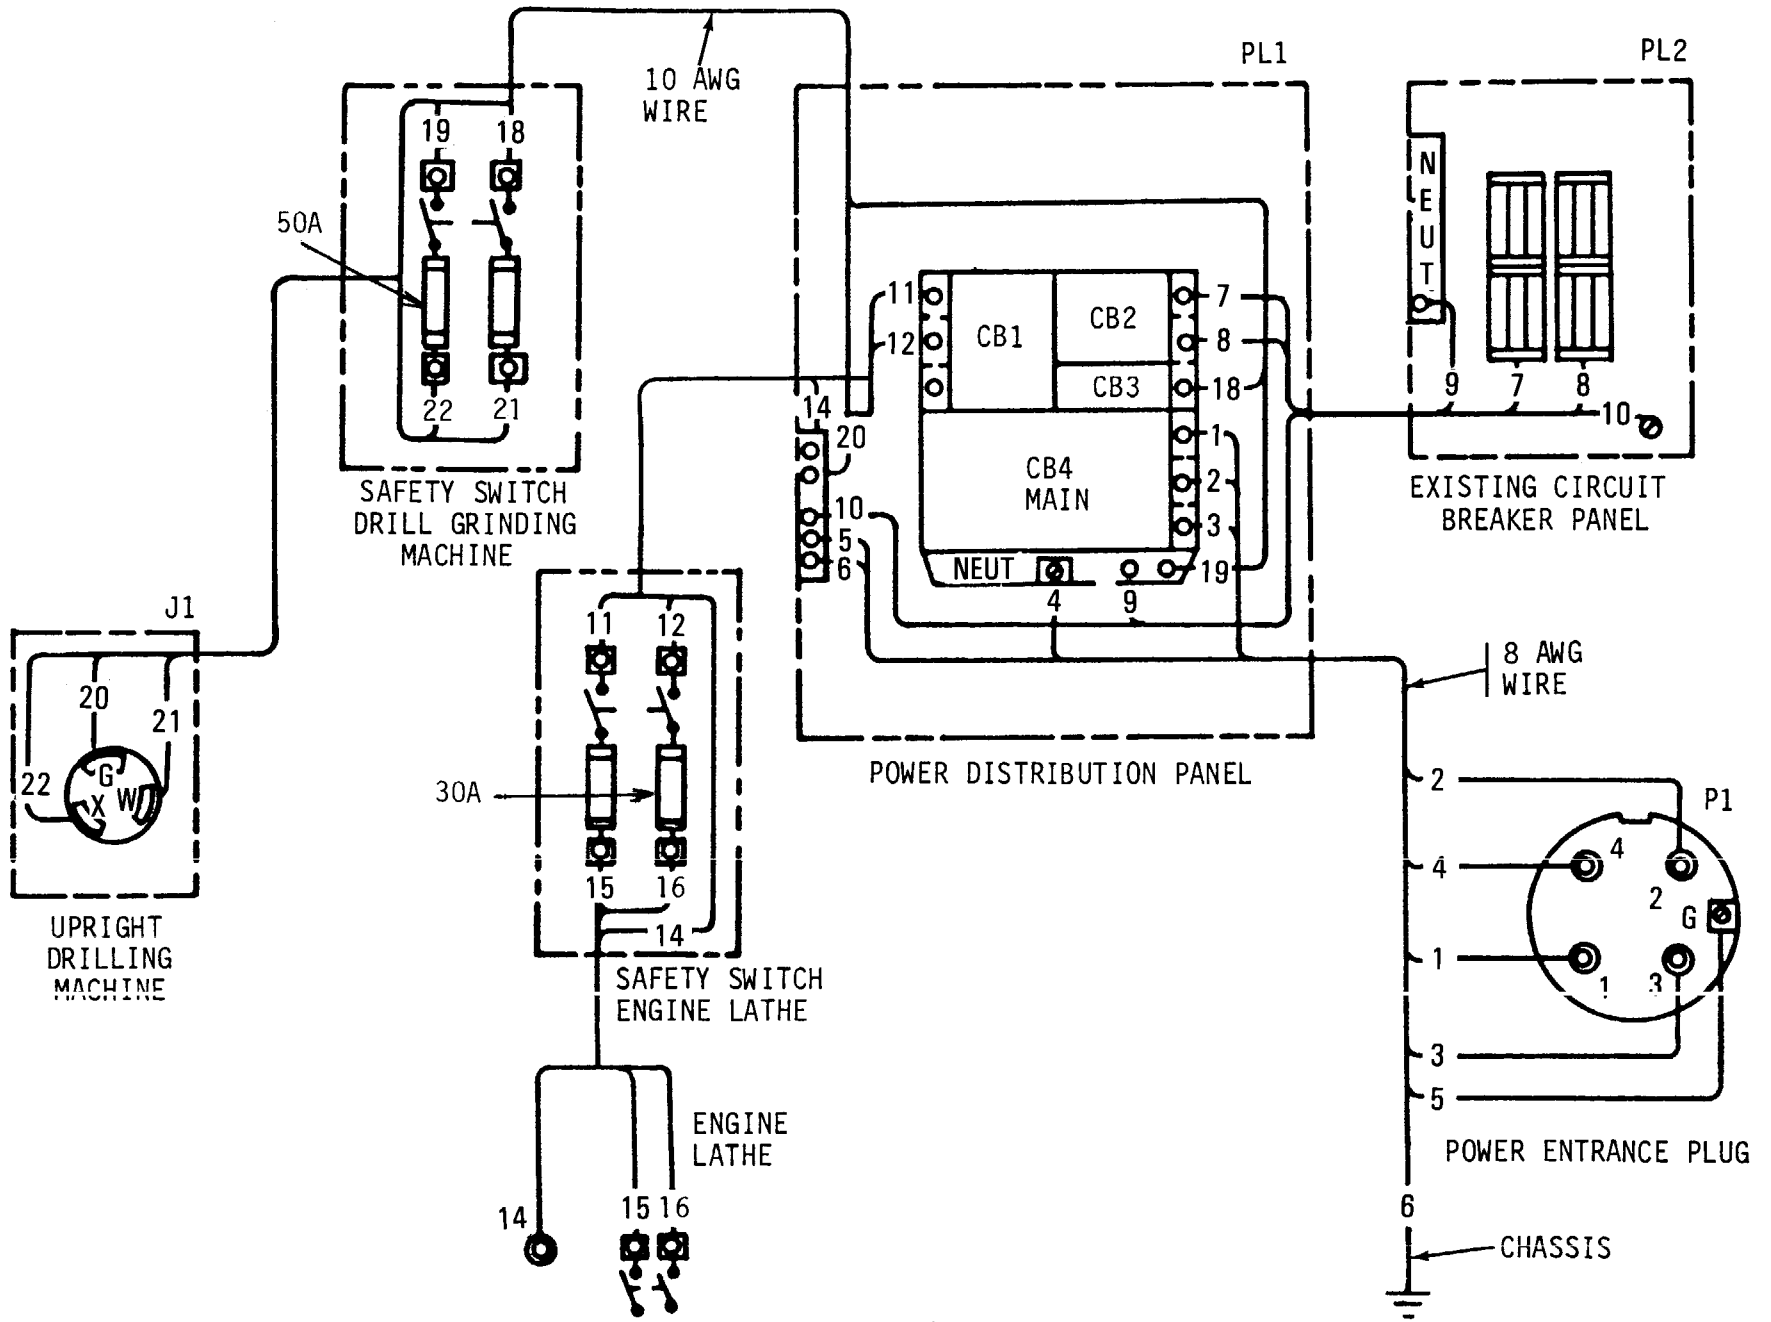 10 AWG
WIRE
PL1
PL2
19 18
50A
22 21
SAFETY SWITCH
DRILL GRINDING
MACHINE
J1
20
21
22
G
X W
UPRIGHT
DRILLING
MACHINE
11
12
14
20
10
5
6
CB1
CB2
CB3
CB4
MAIN
7
8
18
1
2
3
19
NEUT
4 9
POWER DISTRIBUTION PANEL
NEUT
9 7 8
10
EXISTING CIRCUIT
BREAKER PANEL
11 12
30A
15 16
14
SAFETY SWITCH
ENGINE LATHE
ENGINE
LATHE
14
15 16
8 AWG
WIRE
2
4
1
3
5
P1
4
2
G
1
3
POWER ENTRANCE PLUG
6
CHASSIS